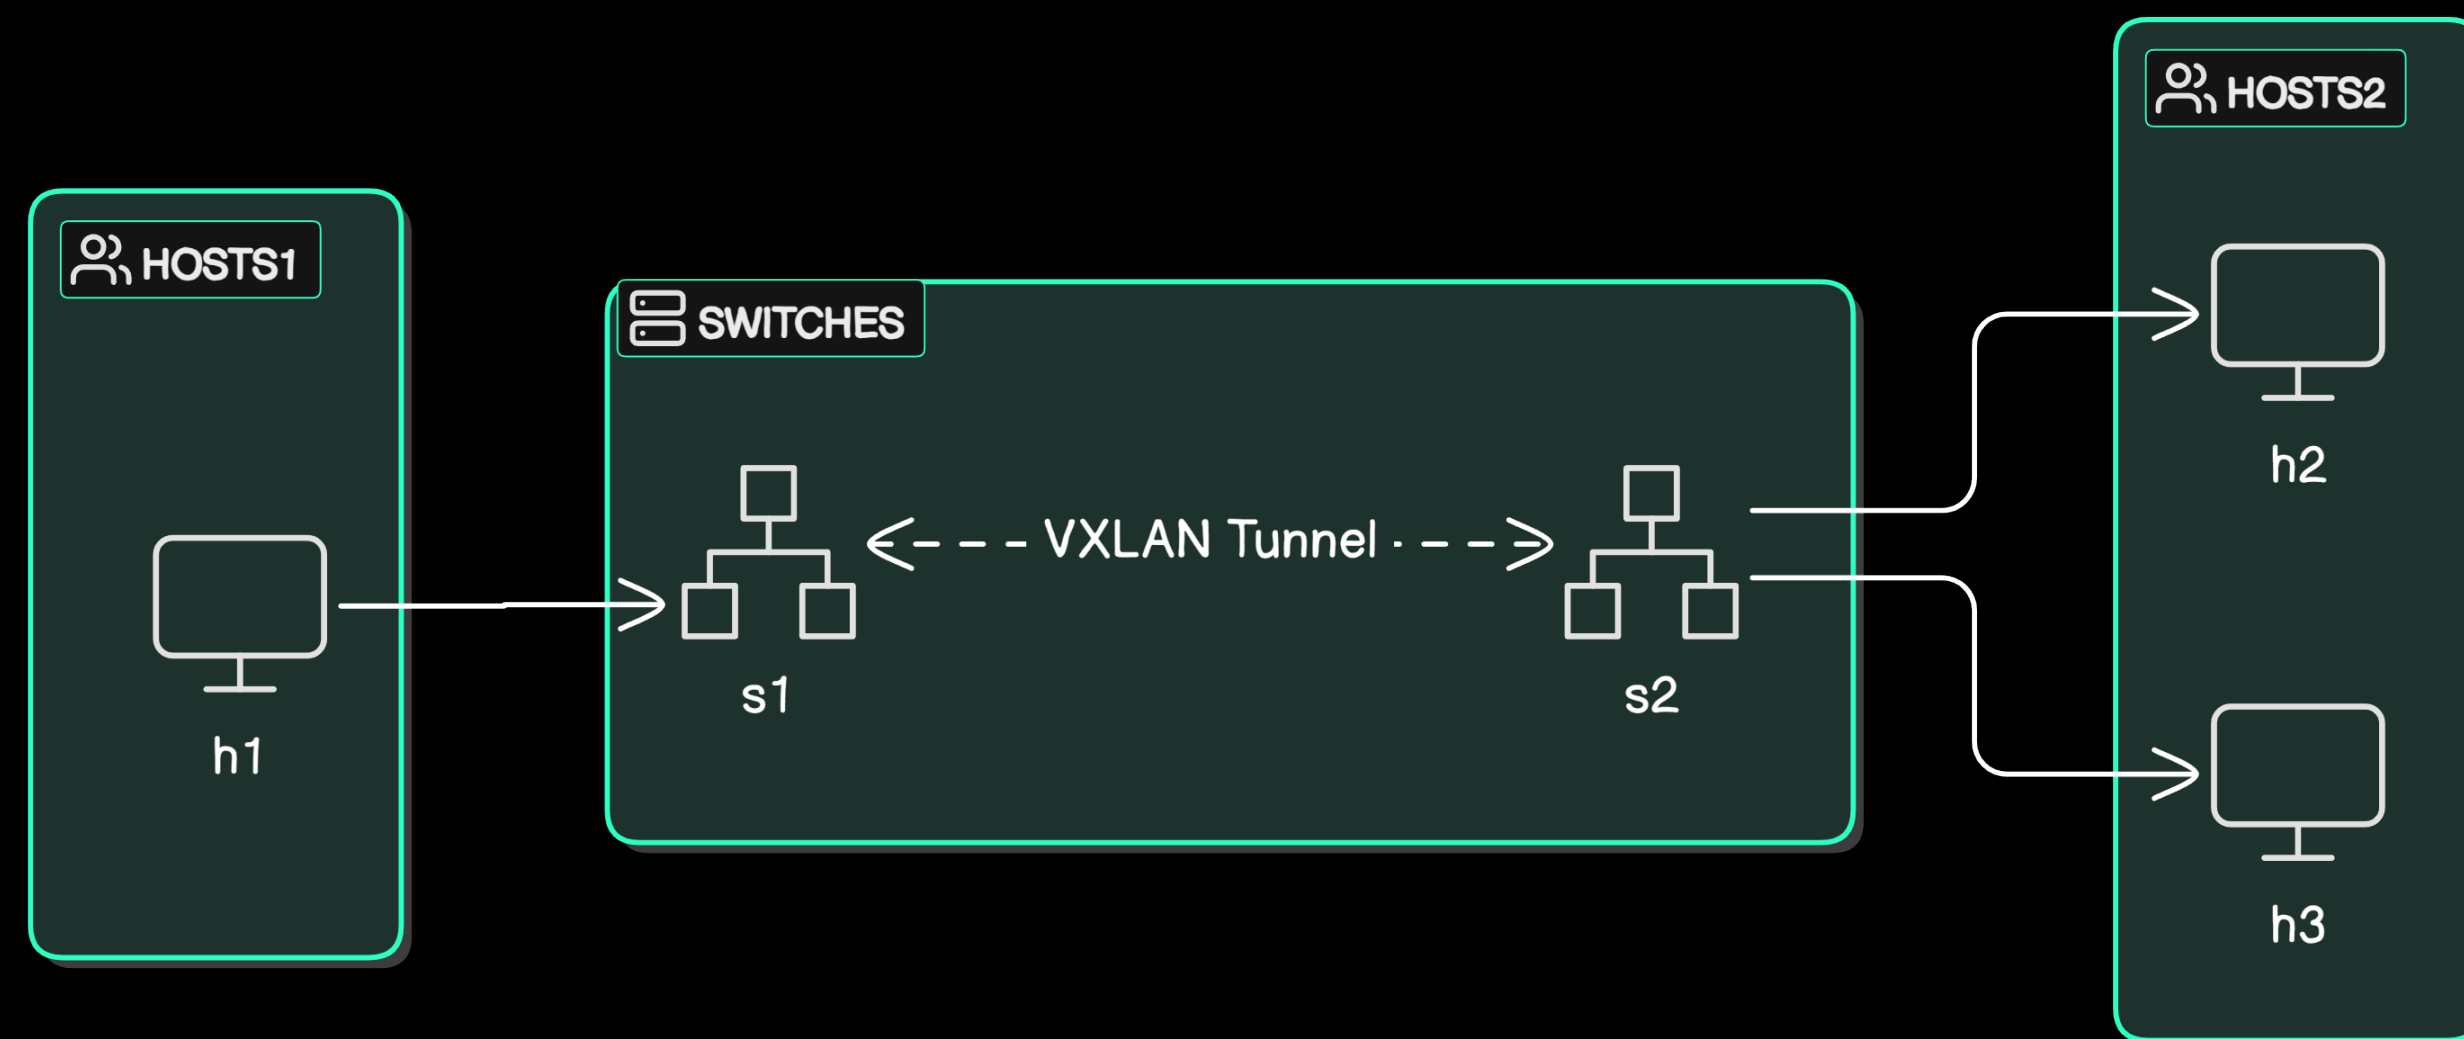 HOSTS1
h1
SWITCHES
s1
VXLAN Tunnel
s2
HOSTS2
h2
h3